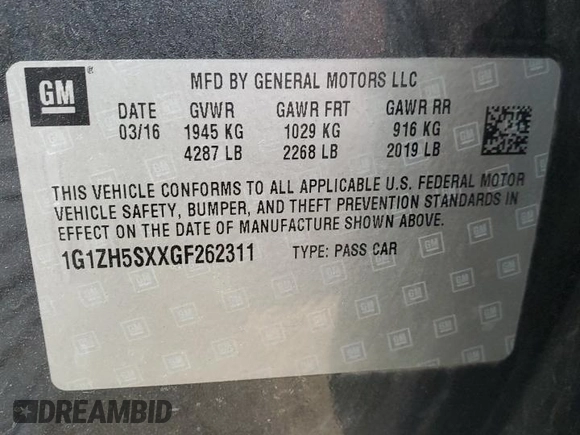 GM ® MFD BY GENERAL MOTORS LLC
DATE GVWR GAWR FRT GAWR RR
03/16 1945 KG 1029 KG 916 KG
4287 LB 2268 LB 2019 LB
THIS VEHICLE CONFORMS TO ALL APPLICABLE U.S. FEDERAL MOTOR
VEHICLE SAFETY, BUMPER, AND THEFT PREVENTION STANDARDS IN
EFFECT ON THE DATE OF MANUFACTURE SHOWN ABOVE.
1G1ZH5SXXGF262311 TYPE: PASS CAR
DREAMBID